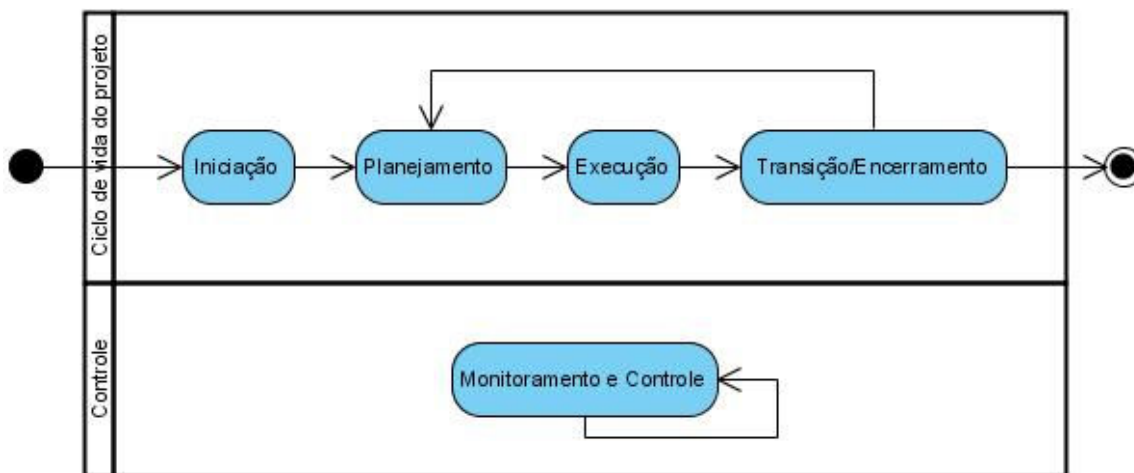 Ciclo de vida do projeto
Iniciação
Planejamento
Execução
Transição/Encerramento
Controle
Monitoramento e Controle